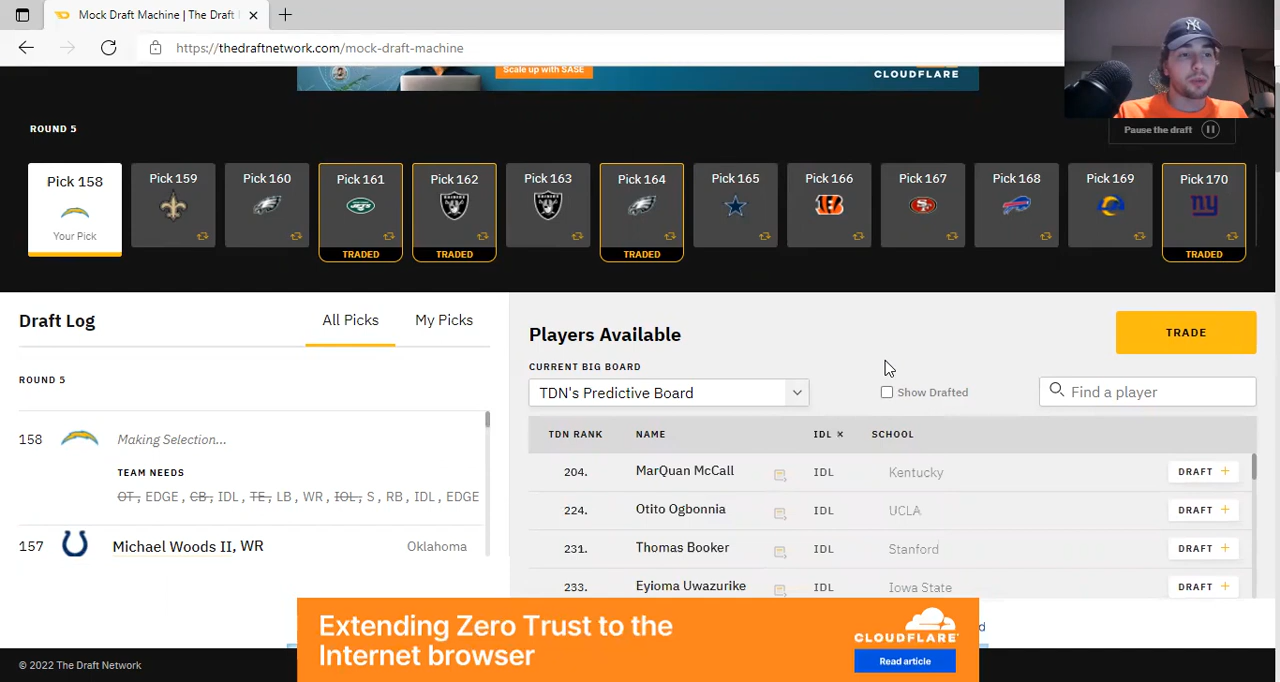 Mock Draft Machine | The Draft
https://thedraftnetwork.com/mock-draft-machine
Scale up with SASE
CLOUDFLARE
ROUND 5
Pause the draft
Pick 158
Your Pick
Pick 159
Pick 160
Pick 161
TRADED
Pick 162
TRADED
Pick 163
Pick 164
TRADED
Pick 165
Pick 166
Pick 167
Pick 168
Pick 169
Pick 170
TRADED
Draft Log
All Picks
My Picks
ROUND 5
158 Making Selection...
TEAM NEEDS
OT, EDGE, CB, IDL, TE, LB, WR, IOL, S, RB, IDL, EDGE
157 Michael Woods II, WR Oklahoma
Players Available
TRADE
CURRENT BIG BOARD
TDN's Predictive Board
Show Drafted
Find a player
TDN RANK NAME IDL × SCHOOL
204. MarQuan McCall IDL Kentucky DRAFT +
224. Otito Ogbonnia IDL UCLA DRAFT +
231. Thomas Booker IDL Stanford DRAFT +
233. Eyioma Uwazurike IDL Iowa State DRAFT +
Extending Zero Trust to the
Internet browser
CLOUDFLARE
Read article
© 2022 The Draft Network